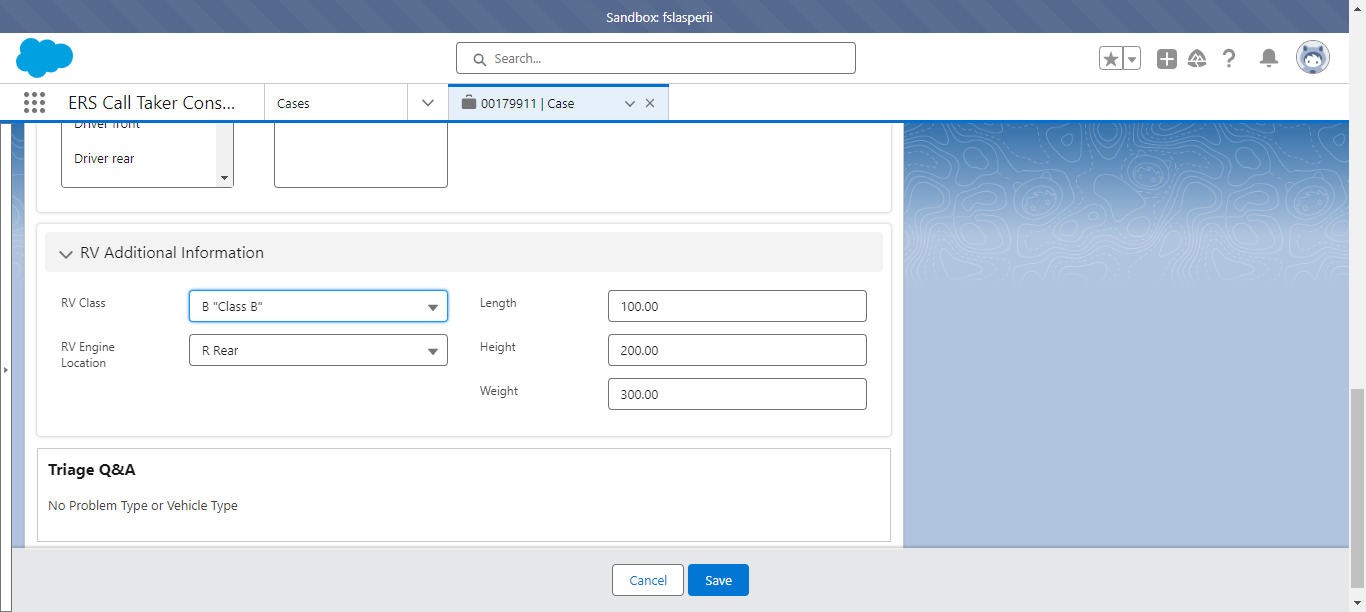 Sandbox: fslasperii
Search...
ERS Call Taker Cons...
Cases
00179911 | Case
Driver front
Driver rear
RV Additional Information
RV Class
B "Class B"
Length
100.00
RV Engine
Location
R Rear
Height
200.00
Weight
300.00
Triage Q&A
No Problem Type or Vehicle Type
Cancel
Save